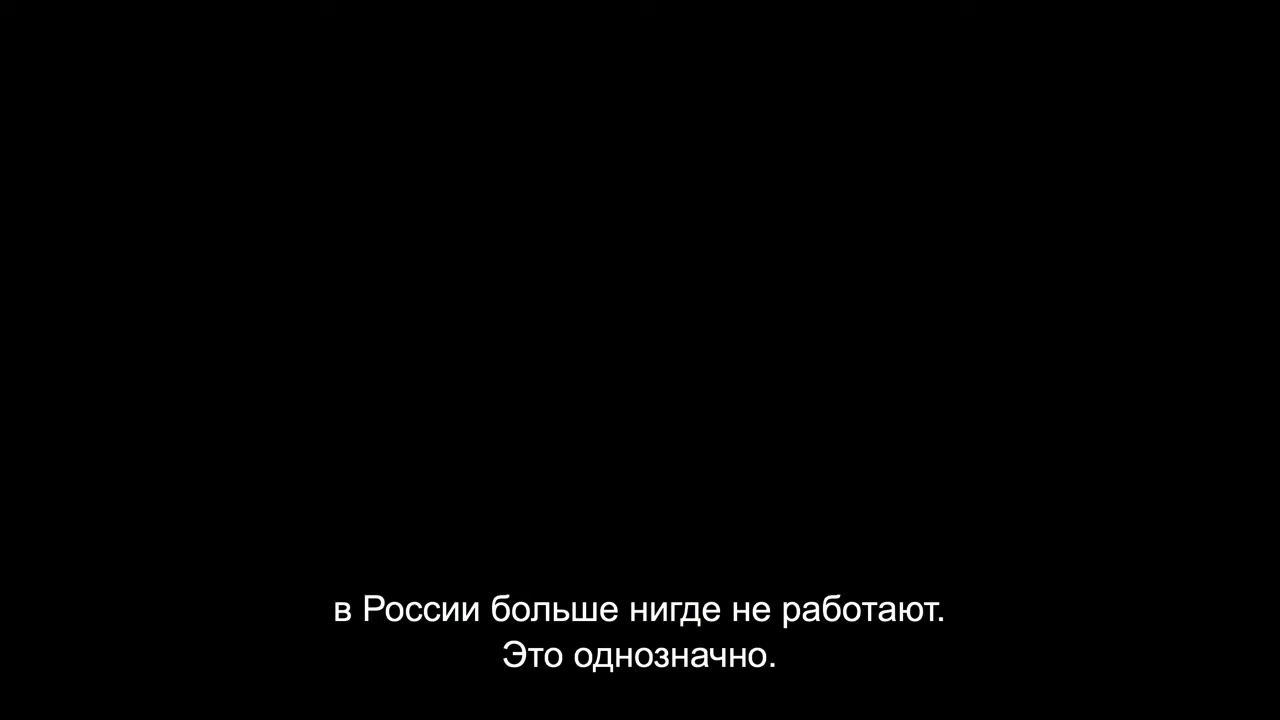 в России больше нигде не работают.
Это однозначно.